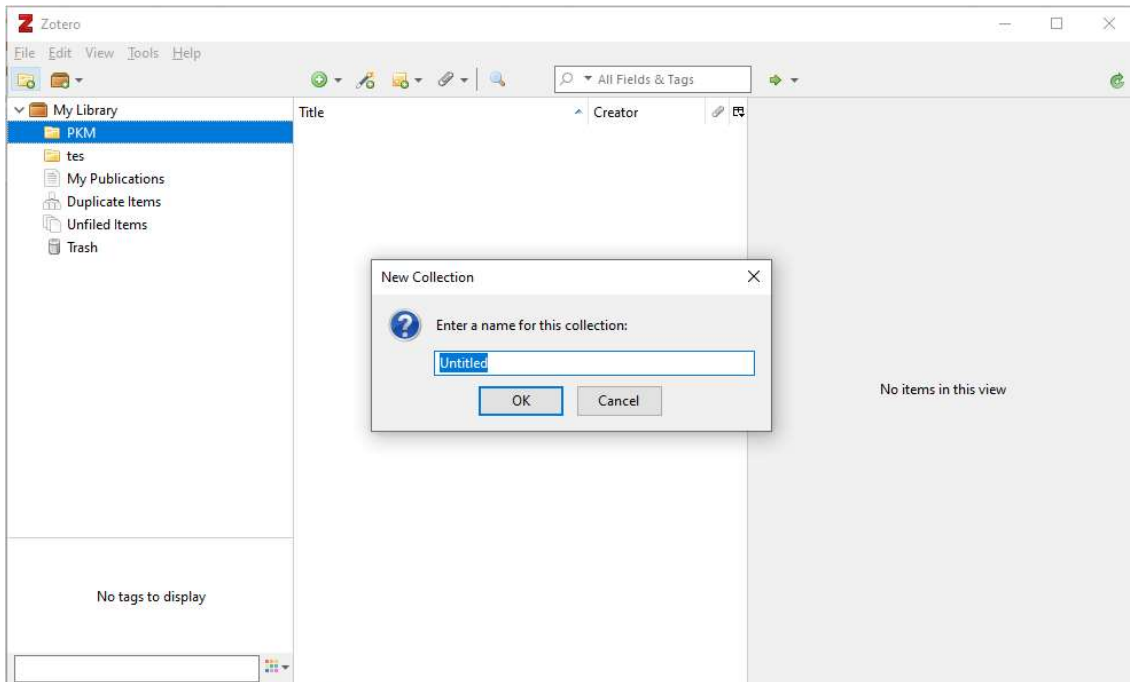 Zotero
File Edit View Tools Help
All Fields & Tags
My Library
PKM
tes
My Publications
Duplicate Items
Unfiled Items
Trash
Title Creator
New Collection
Enter a name for this collection:
Untitled
OK Cancel
No items in this view
No tags to display